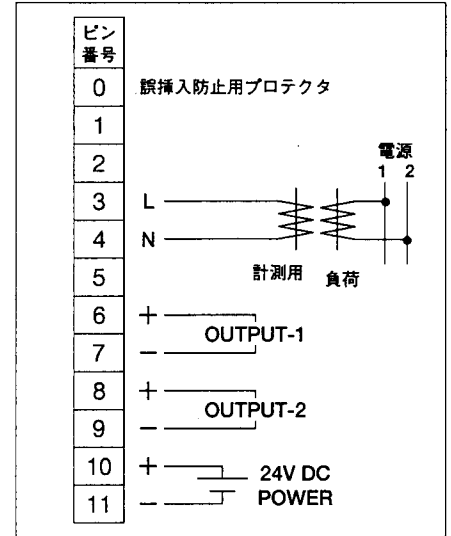 ピン
番号
0 誤挿入防止用プロテクタ
1
2
電源
1 2
3 L
4 N
計測用 負荷
5
6 +
OUTPUT-1
7 −
8 +
OUTPUT-2
9 −
10 +
24V DC
POWER
11 −